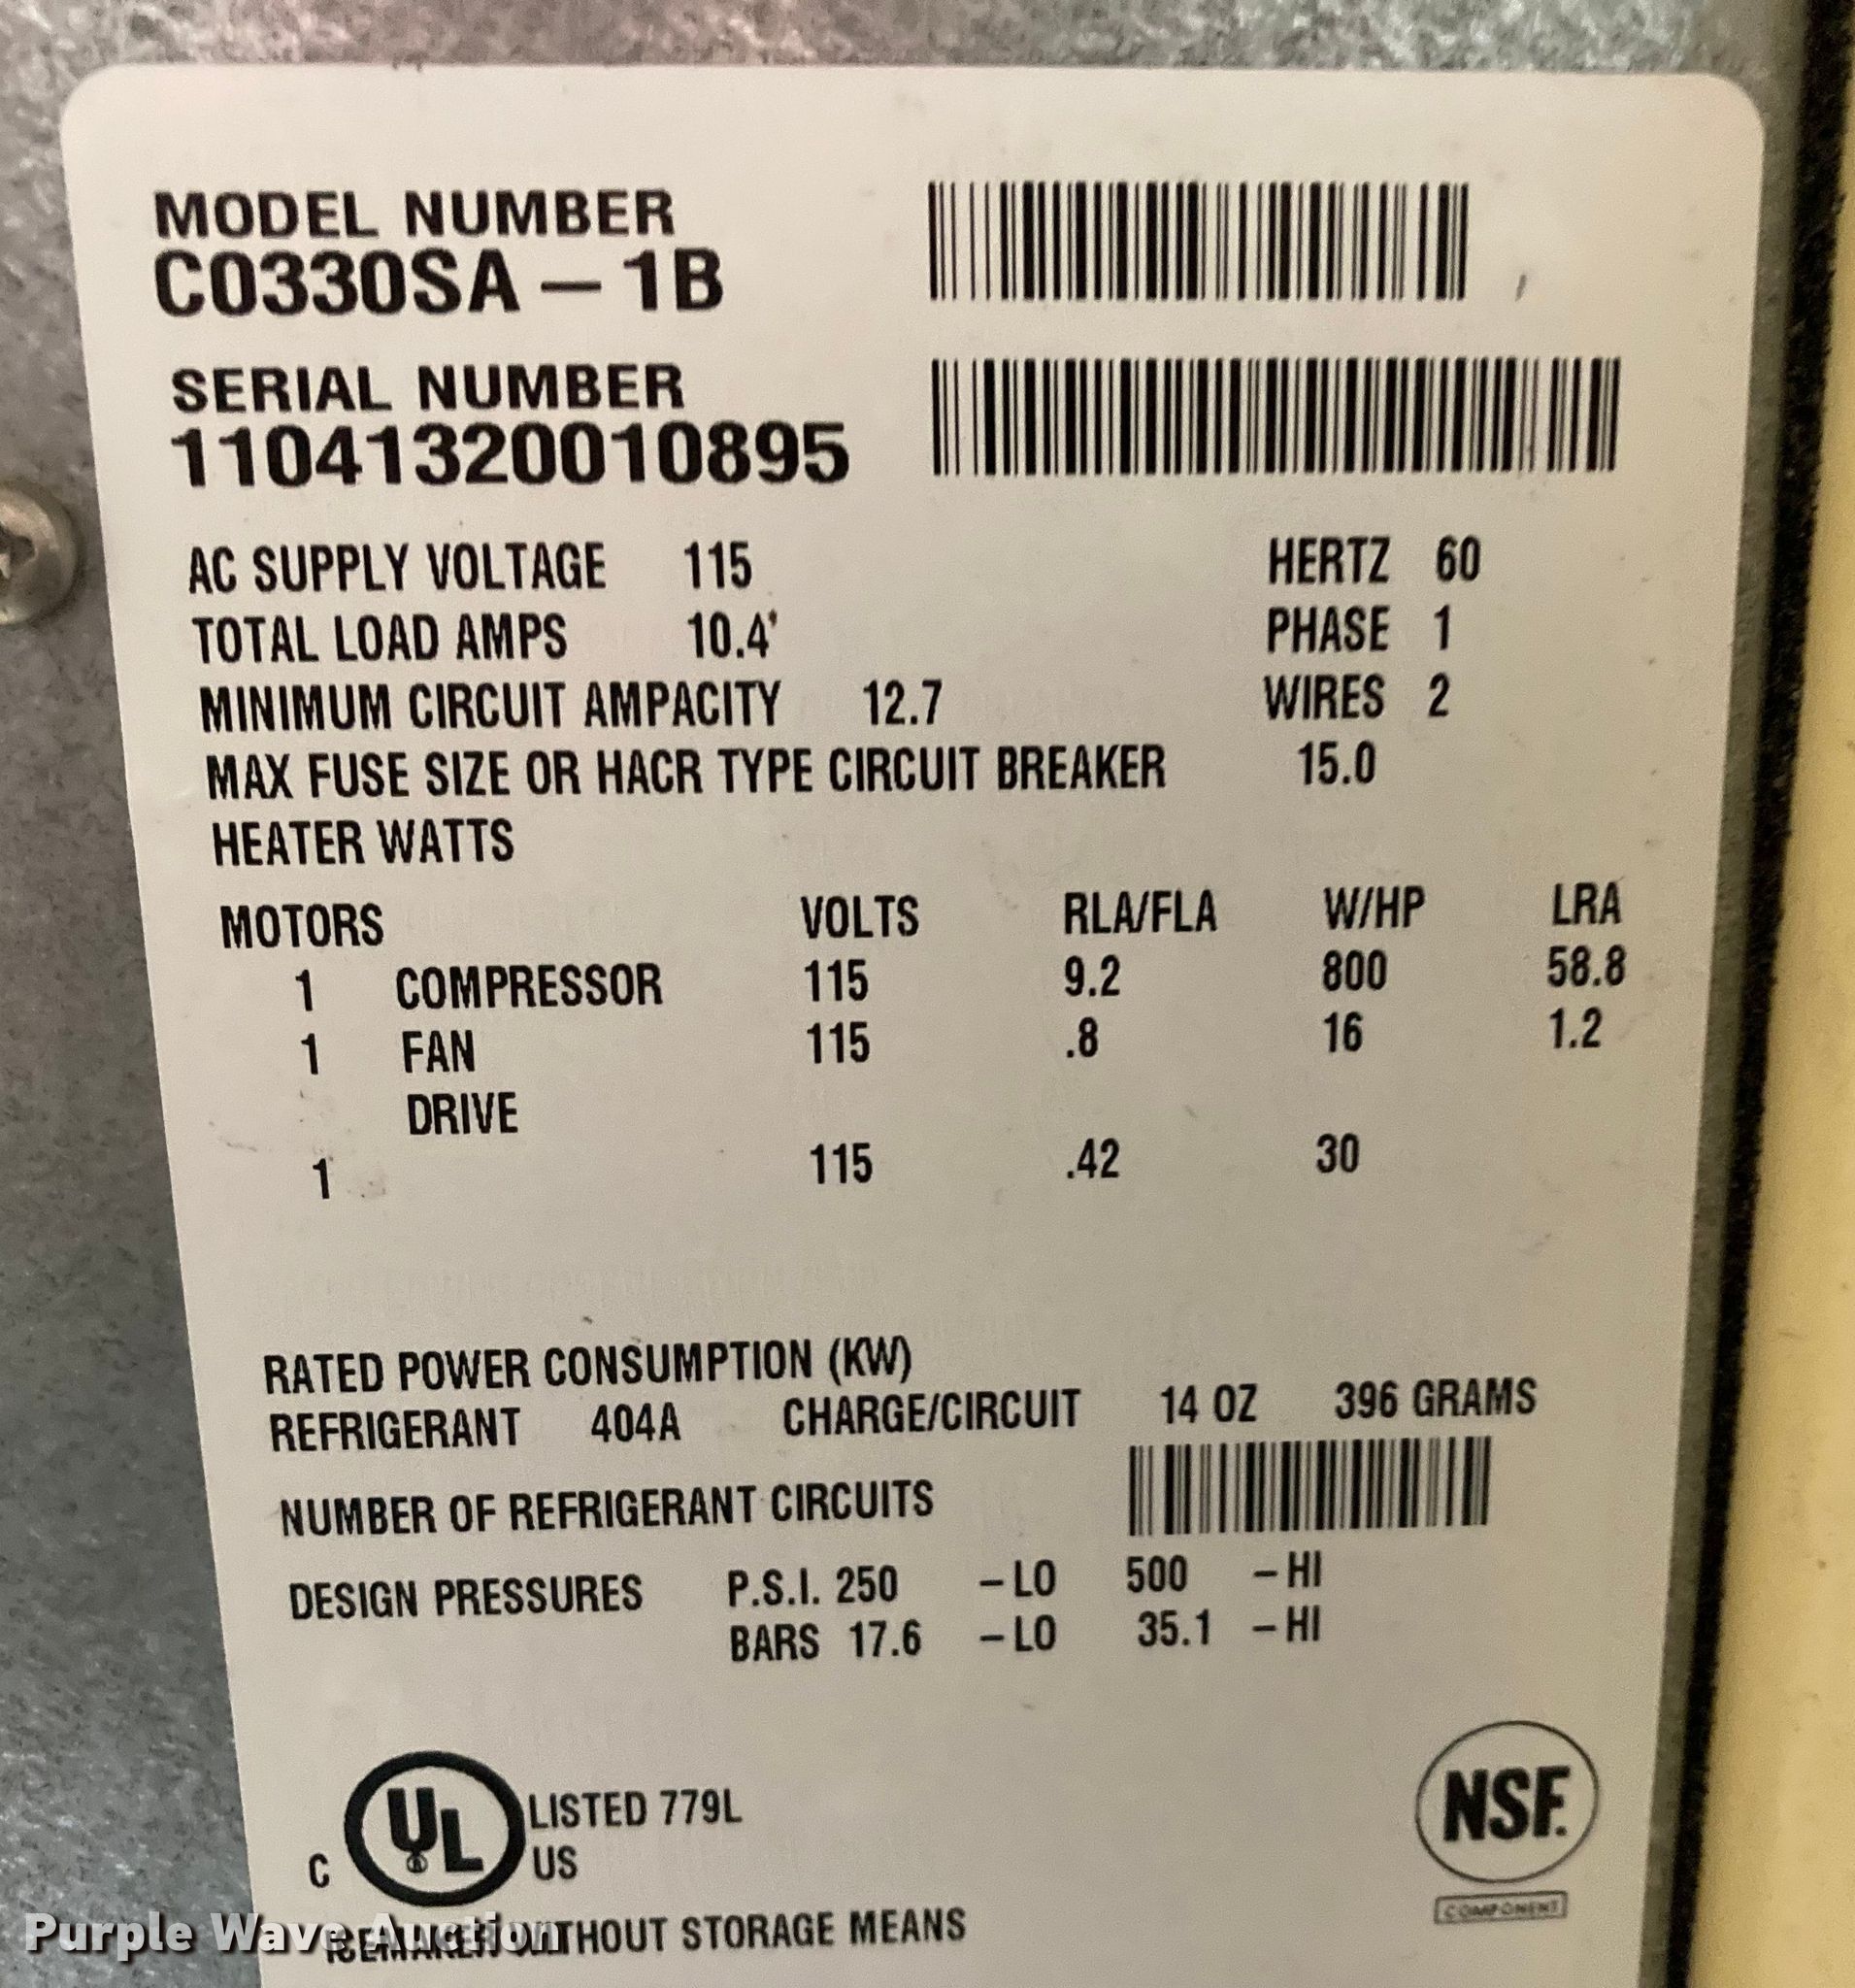 MODEL NUMBER
C0330SA – 1B
SERIAL NUMBER
11041320010895
AC SUPPLY VOLTAGE 115 HERTZ 60
TOTAL LOAD AMPS 10.4' PHASE 1
MINIMUM CIRCUIT AMPACITY 12.7 WIRES 2
MAX FUSE SIZE OR HACR TYPE CIRCUIT BREAKER 15.0
HEATER WATTS
MOTORS VOLTS RLA/FLA W/HP LRA
1 COMPRESSOR 115 9.2 800 58.8
1 FAN 115 .8 16 1.2
DRIVE
1 115 .42 30
RATED POWER CONSUMPTION (KW)
REFRIGERANT 404A CHARGE/CIRCUIT 14 OZ 396 GRAMS
NUMBER OF REFRIGERANT CIRCUITS
DESIGN PRESSURES P.S.I. 250 – LO 500 – HI
BARS 17.6 – LO 35.1 – HI
C UL LISTED 779L
US
NSF.
COMPONENT
ICEMAKER WITHOUT STORAGE MEANS
Purple Wave Auction